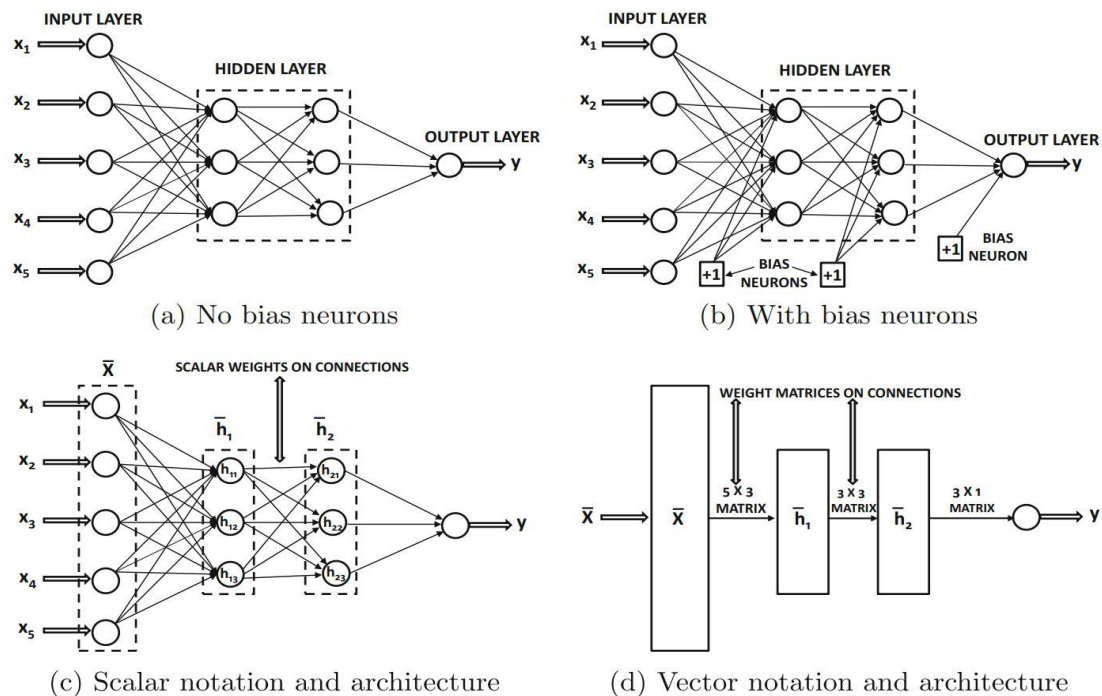 INPUT LAYER
x1
x2
x3
x4
x5
HIDDEN LAYER
OUTPUT LAYER
y
(a) No bias neurons
INPUT LAYER
x1
x2
x3
x4
x5
HIDDEN LAYER
OUTPUT LAYER
y
+1
BIAS
NEURONS
+1
+1
BIAS
NEURON
(b) With bias neurons
X̅
SCALAR WEIGHTS ON CONNECTIONS
x1
x2
x3
x4
x5
h̅1
h̅2
h11
h12
h13
h21
h22
h23
y
(c) Scalar notation and architecture
WEIGHT MATRICES ON CONNECTIONS
X̅
X̅
5 X 3
MATRIX
h̅1
3 X 3
MATRIX
h̅2
3 X 1
MATRIX
y
(d) Vector notation and architecture